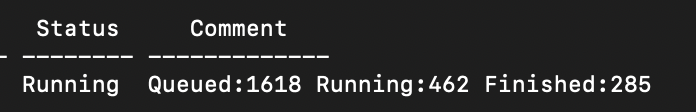 Status Comment
- -------- -------------
Running Queued:1618 Running:462 Finished:285